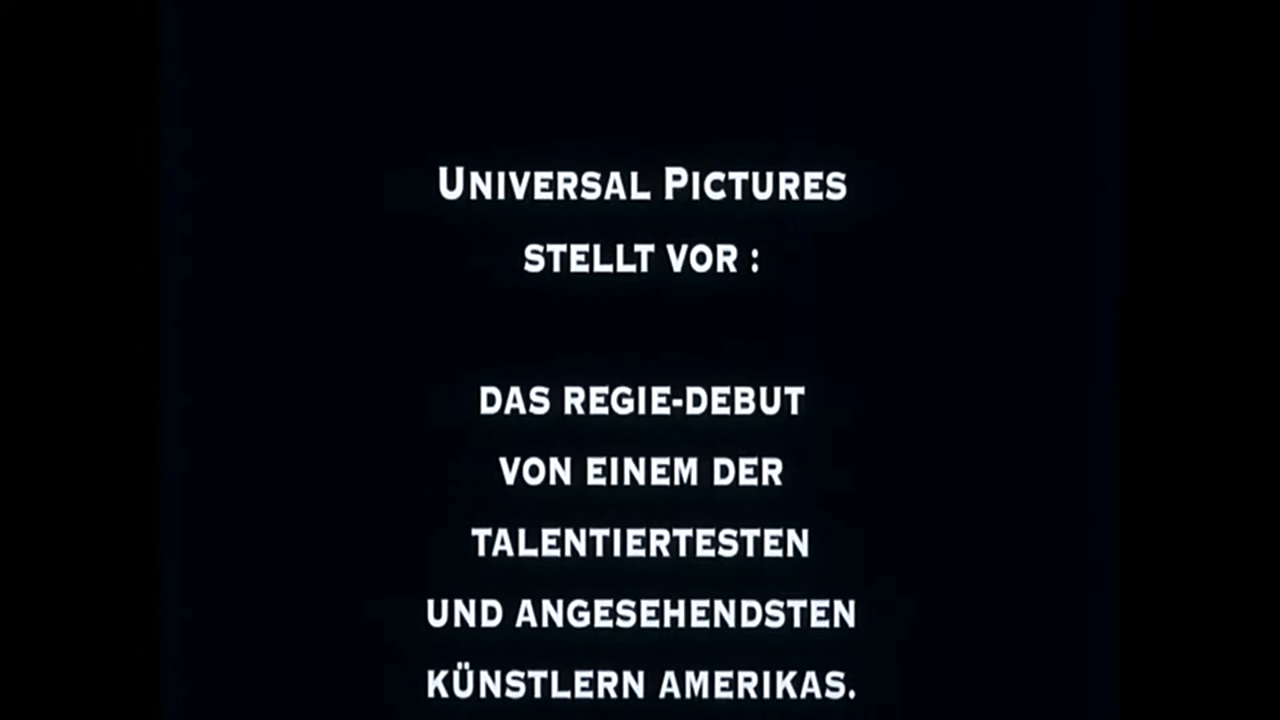 UNIVERSAL PICTURES
STELLT VOR :
DAS REGIE-DEBUT
VON EINEM DER
TALENTIERTESTEN
UND ANGESEHENDSTEN
KÜNSTLERN AMERIKAS.